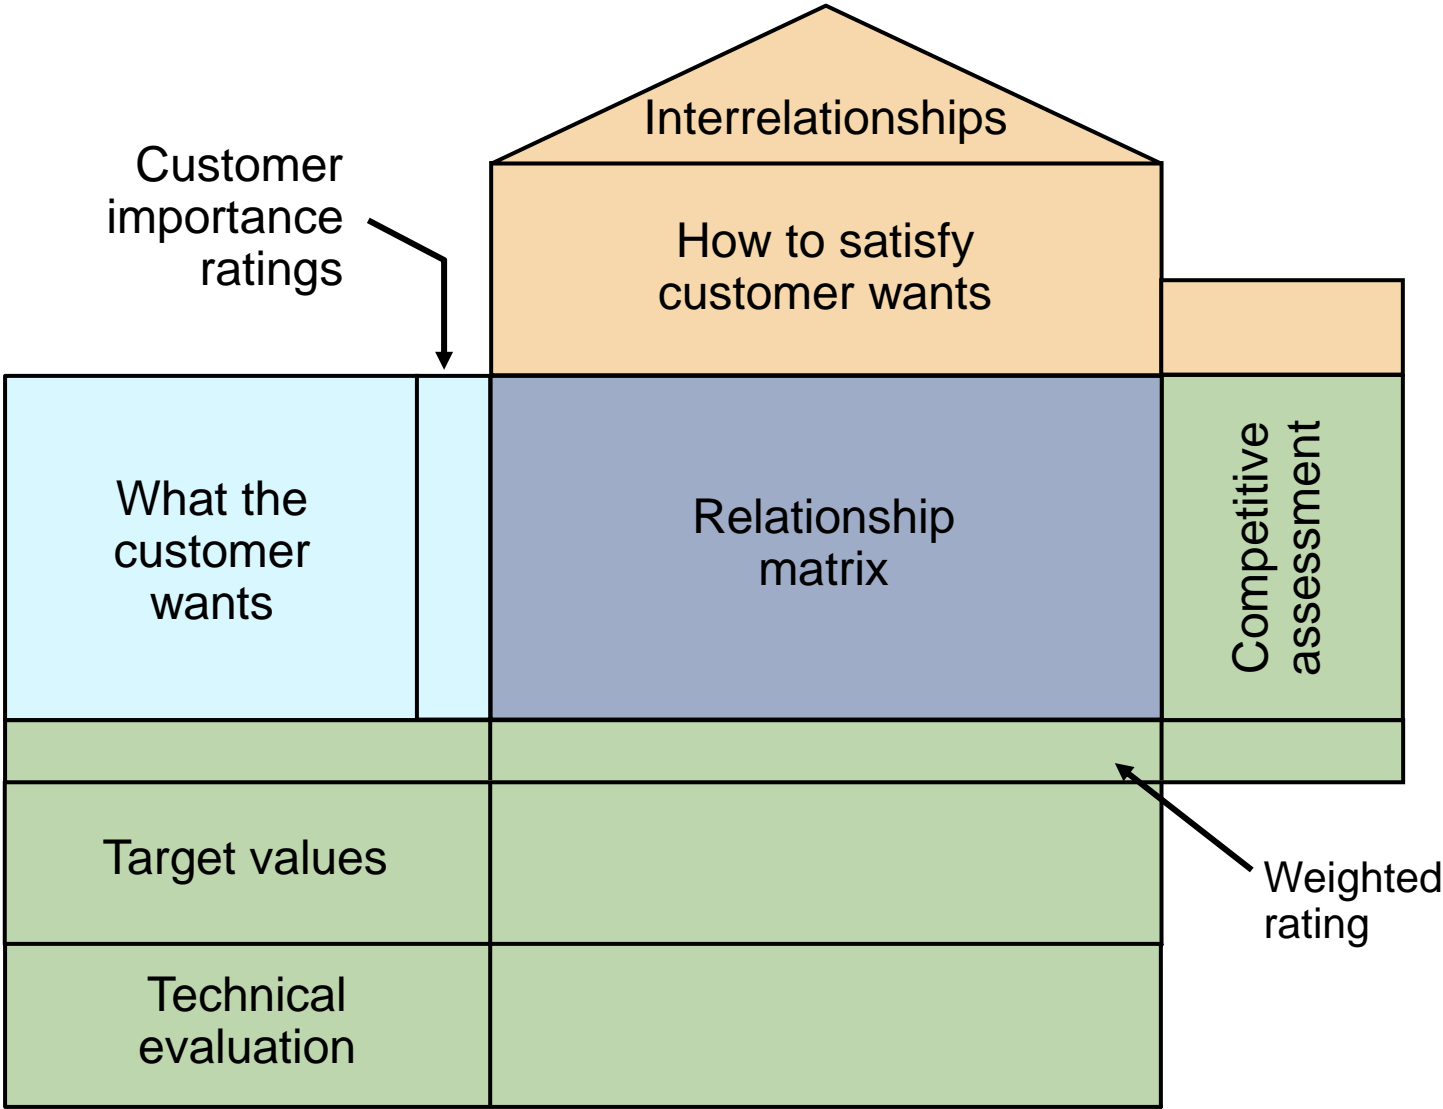 Interrelationships
Customer
importance
ratings
How to satisfy
customer wants
What the
customer
wants
Relationship
matrix
Competitive
assessment
Target values
Weighted
rating
Technical
evaluation